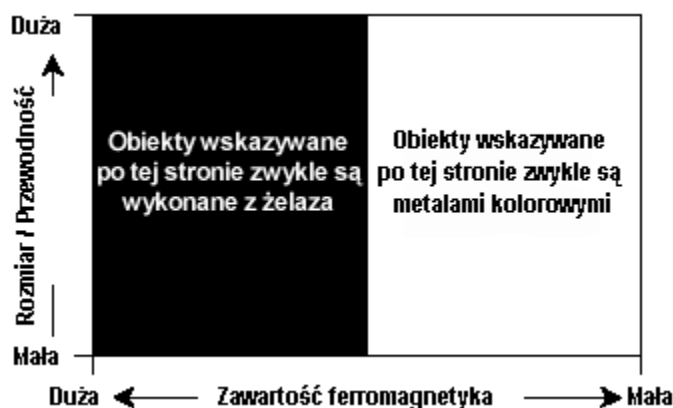 Duża
Rozmiar / Przewodność
Obiekty wskazywane
po tej stronie zwykle są
wykonane z żelaza
Obiekty wskazywane
po tej stronie zwykle są
metalami kolorowymi
Mała
Duża
Zawartość ferromagnetyka
Mała